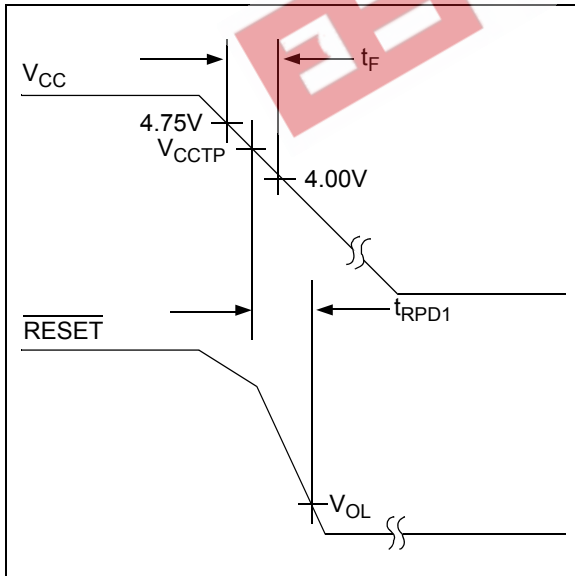 t_F
V_CC
4.75V
V_CCTP
4.00V
t_RPD1
RESET
V_OL